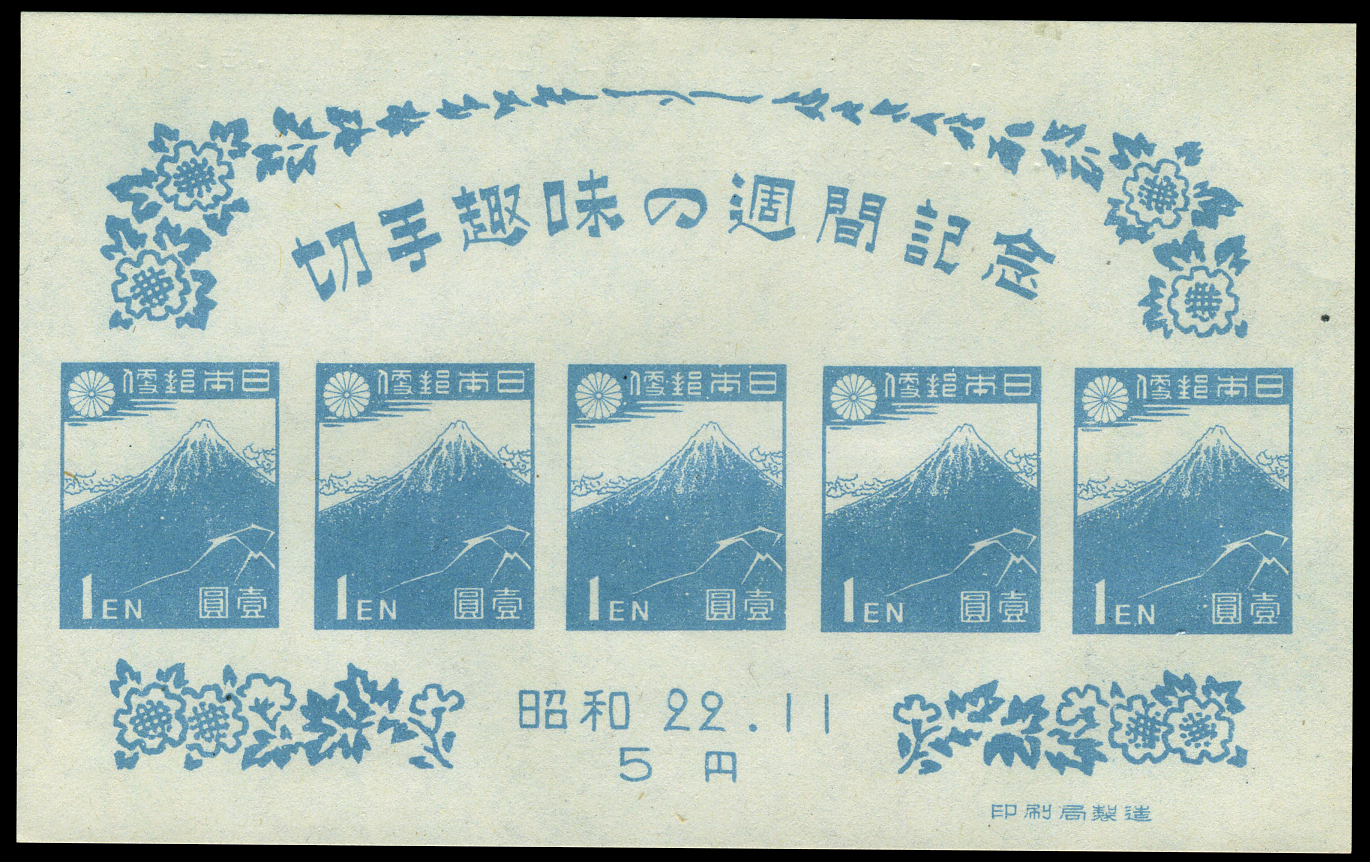 切手趣味の週間記念
便郵本日
便郵本日
便郵本日
便郵本日
便郵本日
1EN 圓壹
1EN 圓壹
1EN 圓壹
1EN 圓壹
1EN 圓壹
昭和 22.11
5 円
印刷局製造